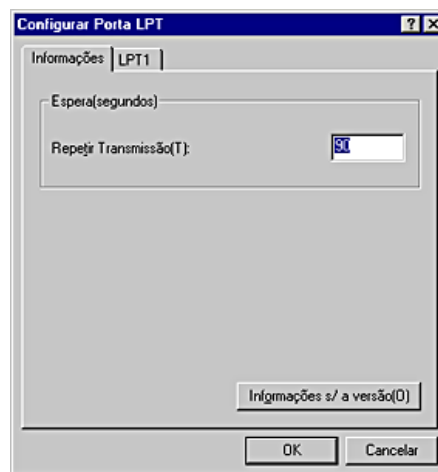 Configurar Porta LPT
Informações LPT1
Espera(segundos)
Repetir Transmissão(T): 90
Informações s/ a versão(O)
OK Cancelar